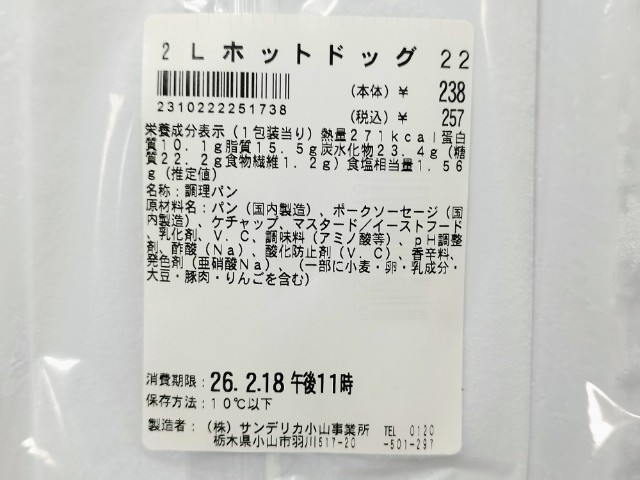 2Lホットドッグ 22
(本体)¥ 238
2310222251738
(税込)¥ 257
栄養成分表示(1包装当り)熱量271kcal蛋白
質10.1g脂質15.5g炭水化物23.4g(糖
質22.2g食物繊維1.2g)食塩相当量1.56
g(推定値)
名称:調理パン
原材料名:パン(国内製造)、ポークソーセージ(国
内製造)、ケチャップ、マスタード/イーストフード
、乳化剤、V.C、調味料(アミノ酸等)、pH調整
剤、酢酸(Na)、酸化防止剤(V.C)、香辛料、
発色剤(亜硝酸Na)、(一部に小麦・卵・乳成分・
大豆・豚肉・りんごを含む)
消費期限:26.2.18午後11時
保存方法:10℃以下
製造者:(株)サンデリカ小山事業所 TEL 0120
栃木県小山市羽川517-20 -501-297